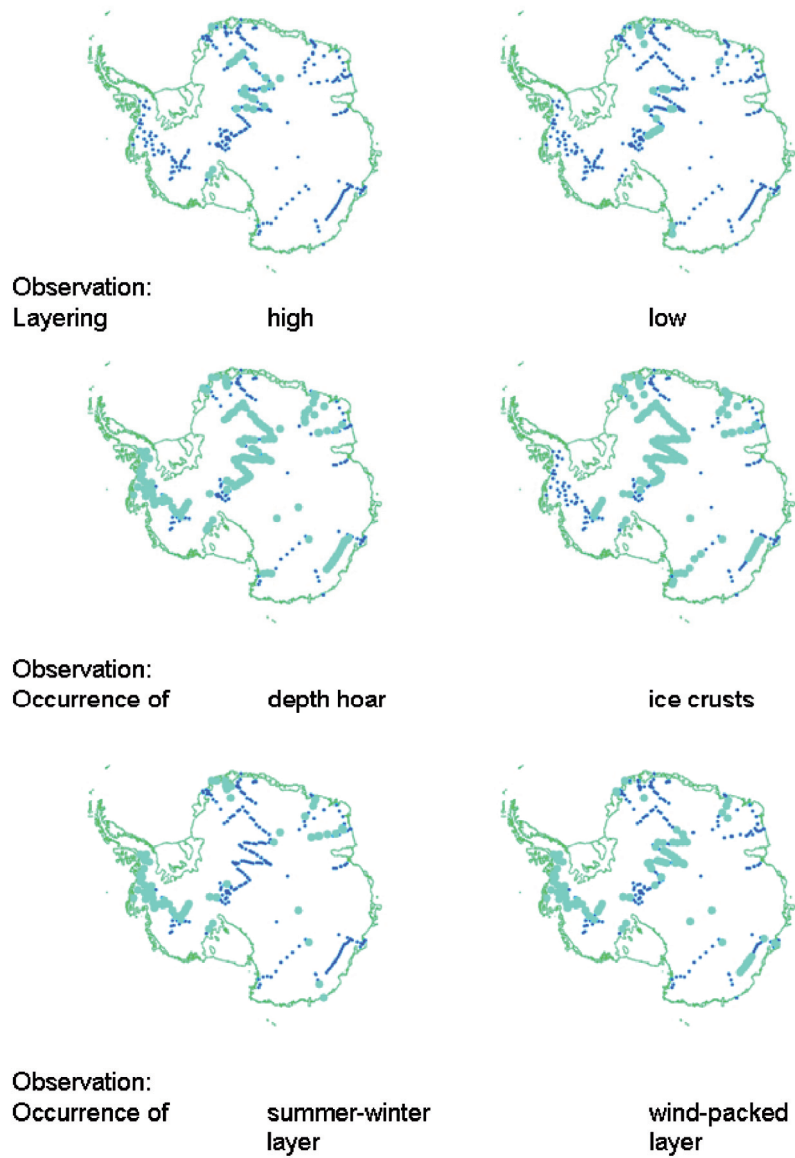 Observation:
Layering high low
Observation:
Occurrence of depth hoar ice crusts
Observation:
Occurrence of summer-winter wind-packed
layer layer